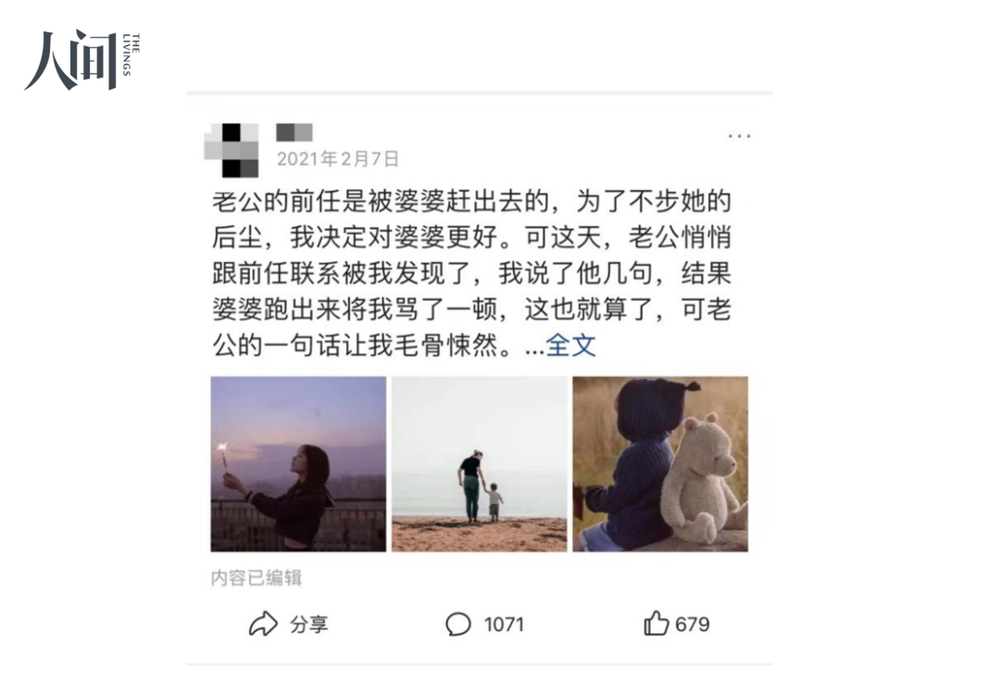 人间
THE LIVINGS
2021年2月7日
老公的前任是被婆婆赶出去的，为了不步她的
后尘，我决定对婆婆更好。可这天，老公悄悄
跟前任联系被我发现了，我说了他几句，结果
婆婆跑出来将我骂了一顿，这也就算了，可老
公的一句话让我毛骨悚然。...全文
内容已编辑
分享 1071 679